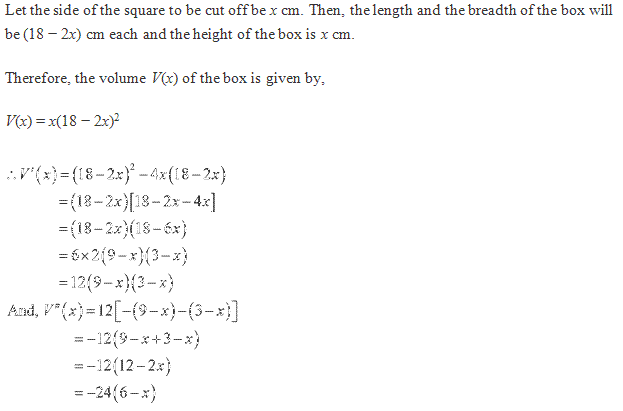 Let the side of the square to be cut off be x cm. Then, the length and the breadth of the box will
be (18 − 2x) cm each and the height of the box is x cm.
Therefore, the volume V(x) of the box is given by,
V(x) = x(18 − 2x)²
∴ V'(x) = (18−2x)² −4x(18−2x)
=(18−2x)[18−2x−4x]
=(18−2x)(18−6x)
=6×2(9−x)(3−x)
=12(9−x)(3−x)
And, V"(x)=12[−(9−x)−(3−x)]
=−12(9−x+3−x)
=−12(12−2x)
=−24(6−x)